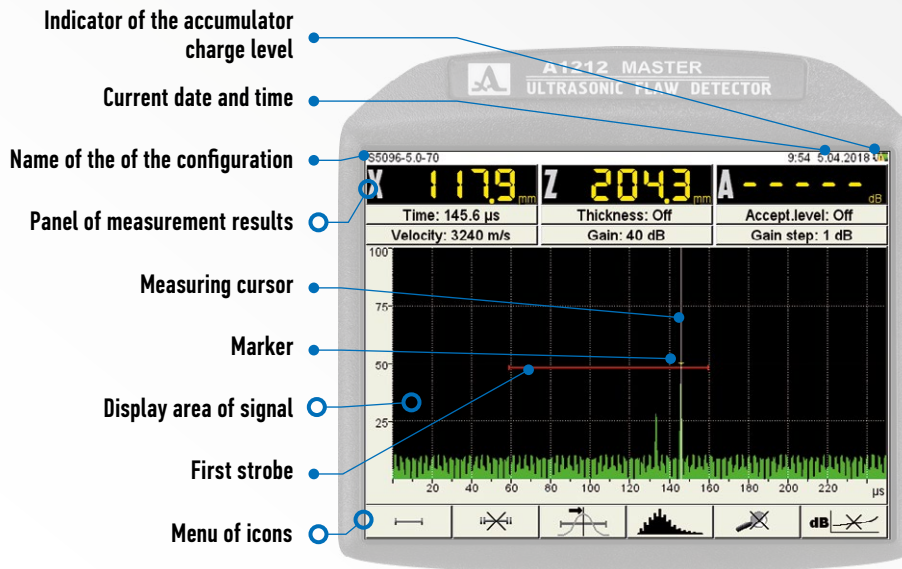 Indicator of the accumulator
charge level
Current date and time
Name of the of the configuration
Panel of measurement results
Measuring cursor
Marker
Display area of signal
First strobe
Menu of icons
A1212 MASTER
ULTRASONIC FLAW DETECTOR
S5096-5.0-70
9:54 5.04.2018
X 117.9 mm
Z 204.3 mm
A - - - - - dB
Time: 145.6 µs
Thickness: Off
Accept.level: Off
Velocity: 3240 m/s
Gain: 40 dB
Gain step: 1 dB
100
75
50
25
20 40 60 80 100 120 140 160 180 200 220 µs
dB